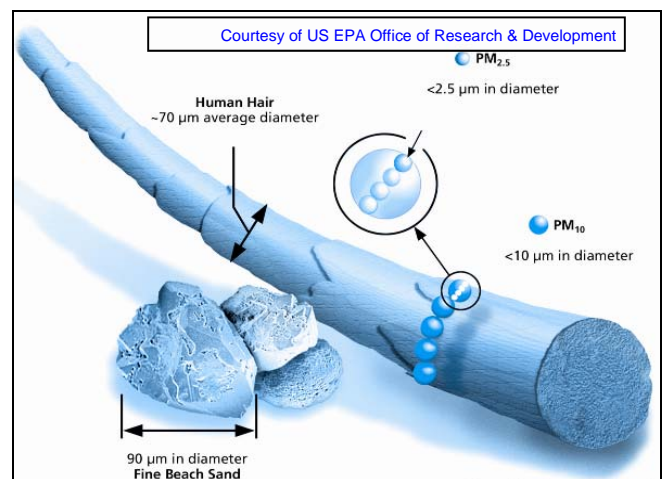 Courtesy of US EPA Office of Research & Development
PM2.5
<2.5 µm in diameter
Human Hair
~70 µm average diameter
PM10
<10 µm in diameter
90 µm in diameter
Fine Beach Sand